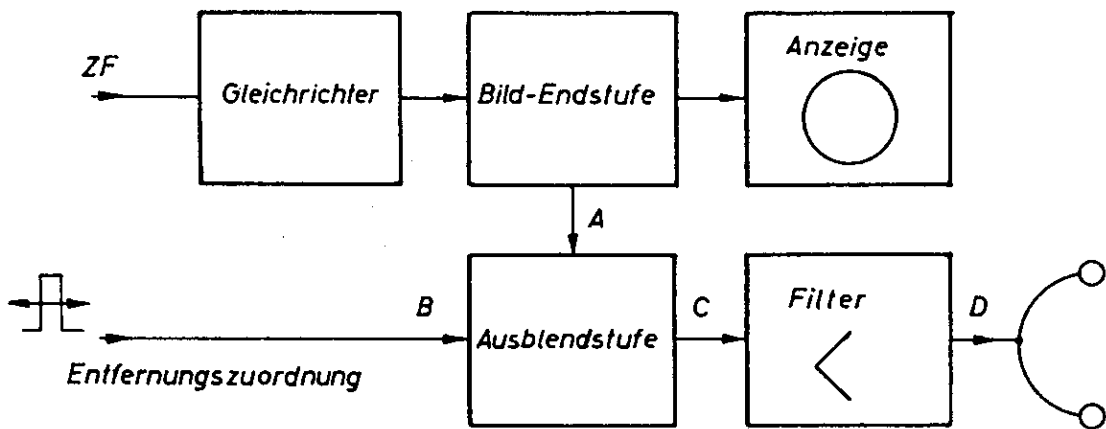 ZF
Gleichrichter
Bild-Endstufe
Anzeige
A
B
Ausblendstufe
C
Filter
D
Entfernungszuordnung